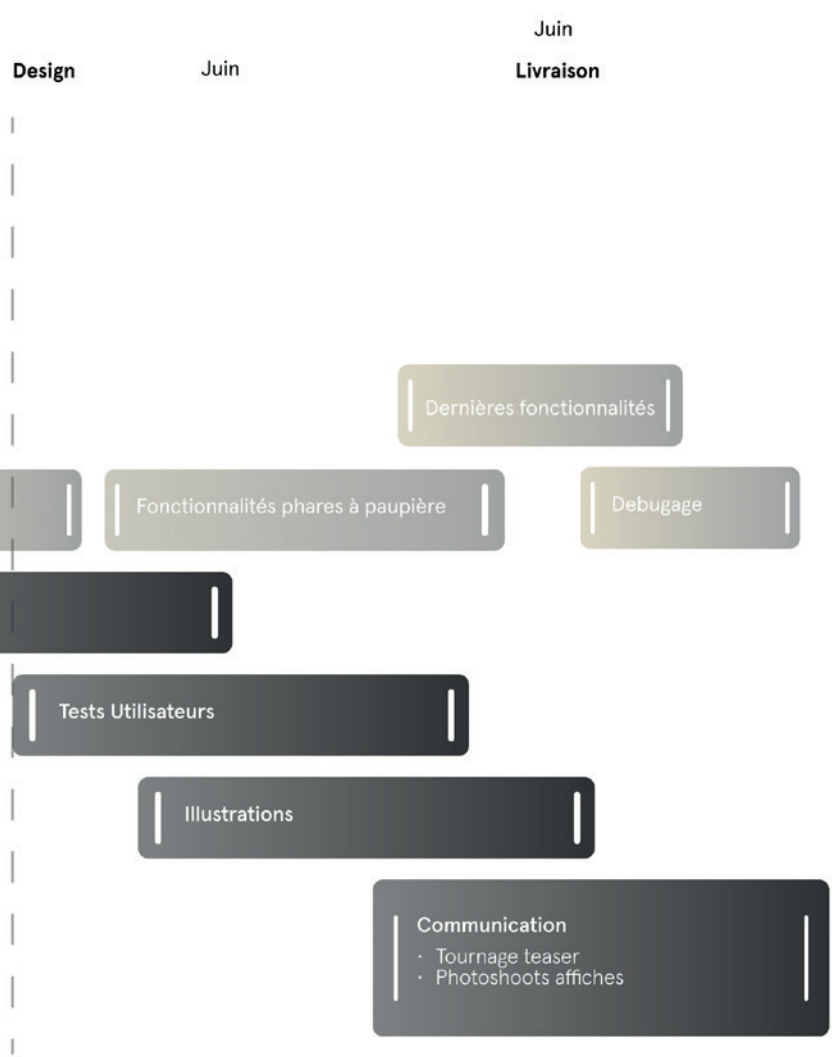 Juin
Design
Juin
Livraison
Dernières fonctionnalités
Fonctionnalités phares à paupière
Debugage
Tests Utilisateurs
Illustrations
Communication
· Tournage teaser
· Photoshoots affiches